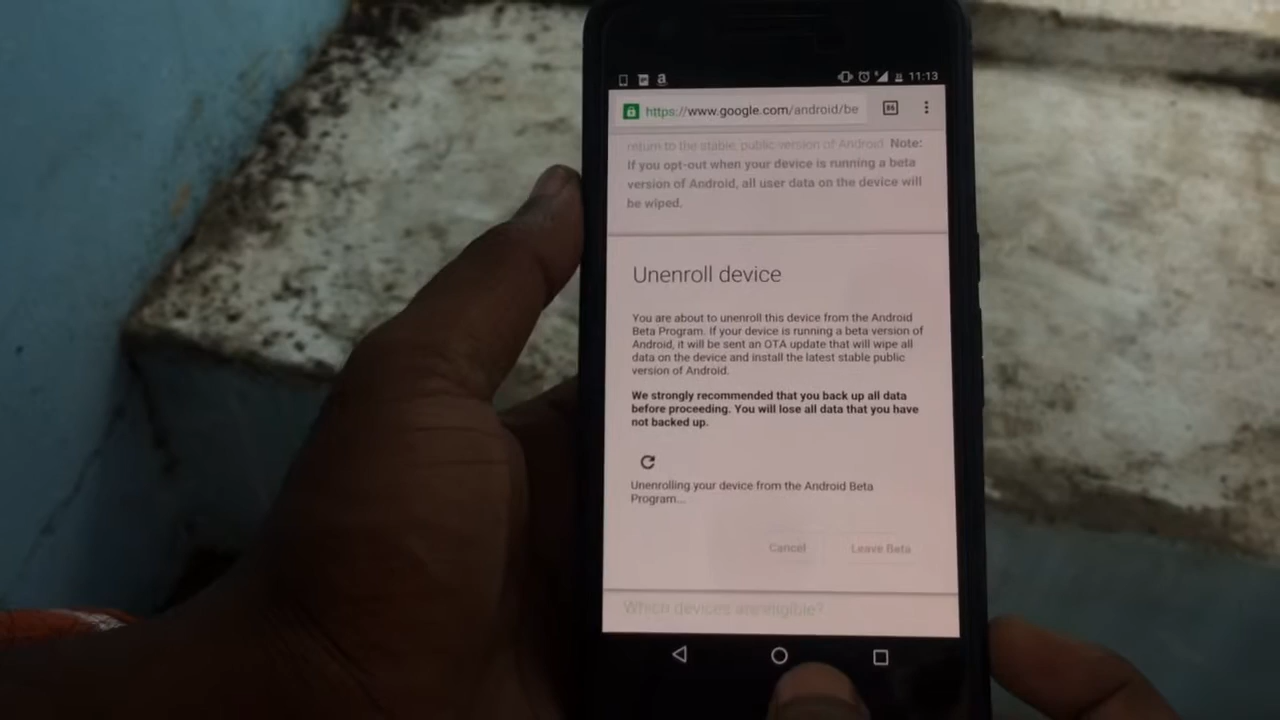 11:13
https://www.google.com/android/be
return to the stable, public version of Android. Note:
If you opt-out when your device is running a beta
version of Android, all user data on the device will
be wiped.
Unenroll device
You are about to unenroll this device from the Android
Beta Program. If your device is running a beta version of
Android, it will be sent an OTA update that will wipe all
data on the device and install the latest stable public
version of Android.
We strongly recommended that you back up all data
before proceeding. You will lose all data that you have
not backed up.
Unenrolling your device from the Android Beta
Program...
Cancel Leave Beta
Which devices are eligible?